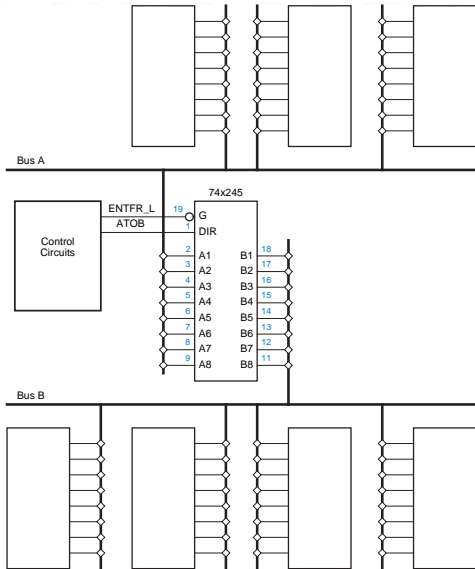 Bus A
74x245
ENTFR_L 19 G
ATOB 1 DIR
Control
Circuits
2 A1 B1 18
3 A2 B2 17
4 A3 B3 16
5 A4 B4 15
6 A5 B5 14
7 A6 B6 13
8 A7 B7 12
9 A8 B8 11
Bus B